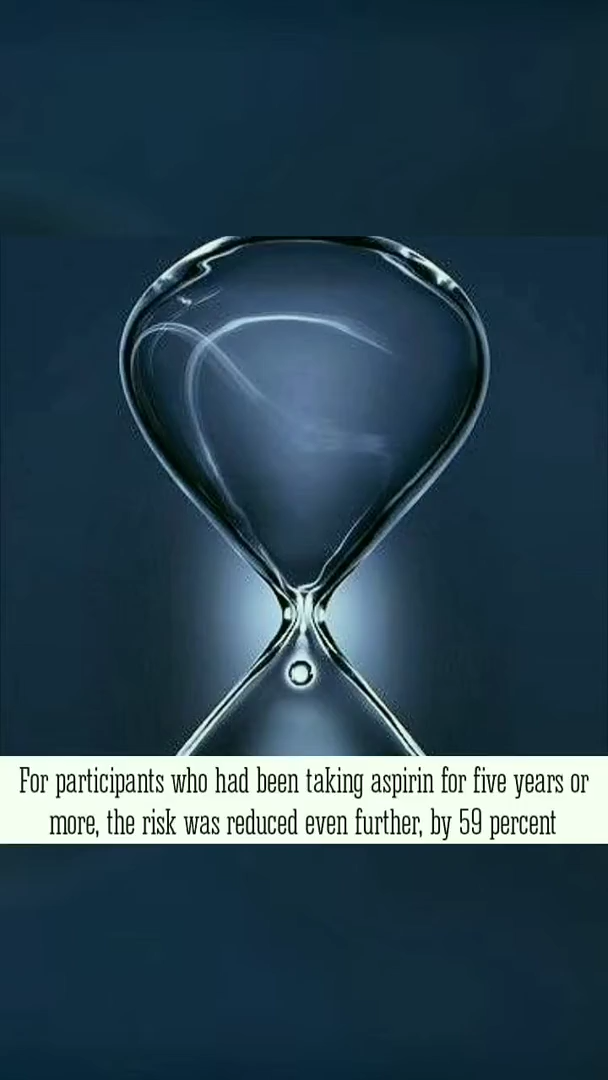 For participants who had been taking aspirin for five years or
more, the risk was reduced even further, by 59 percent